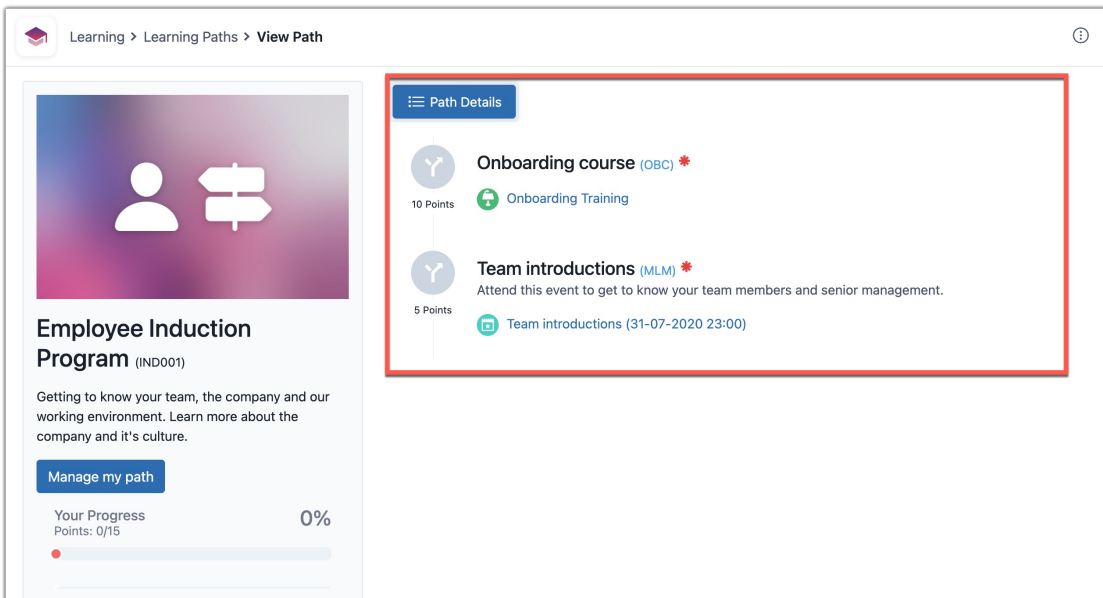 Learning > Learning Paths > View Path
Employee Induction
Program (IND001)
Getting to know your team, the company and our
working environment. Learn more about the
company and it's culture.
Manage my path
Your Progress
0%
Points: 0/15
Path Details
Onboarding course (OBC) *
10 Points
Onboarding Training
Team introductions (MLM) *
Attend this event to get to know your team members and senior management.
5 Points
Team introductions (31-07-2020 23:00)